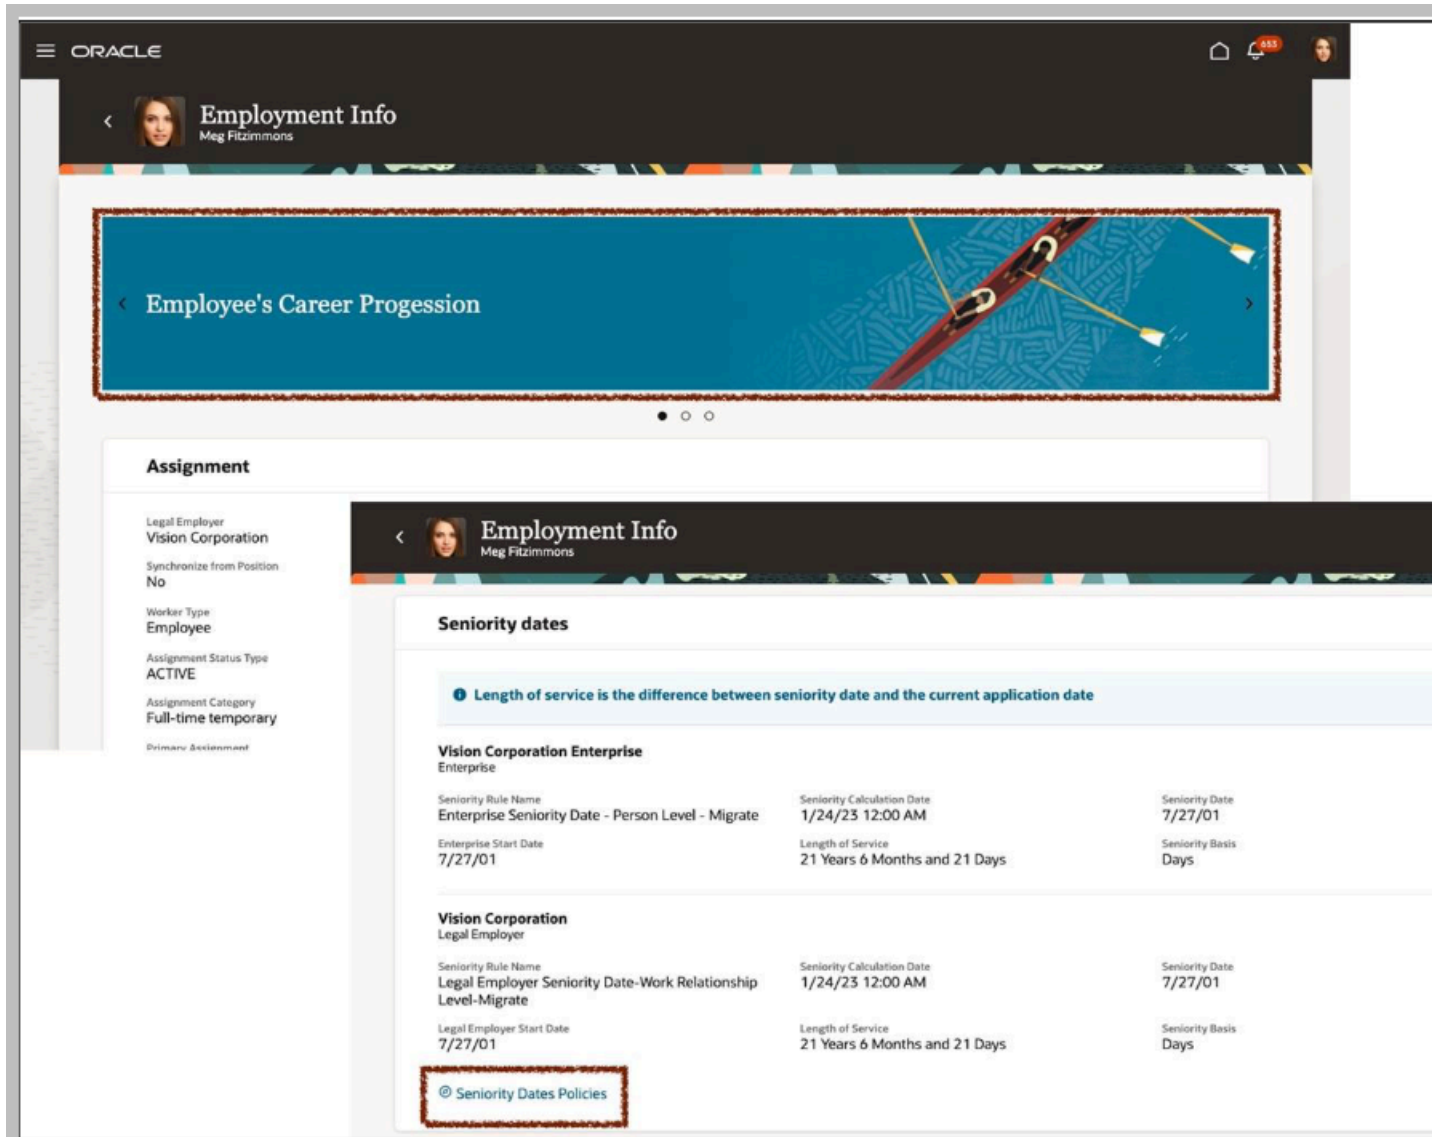 ORACLE
653
Employment Info
Meg Fitzimmons
Employee's Career Progession
Assignment
Legal Employer
Vision Corporation
Synchronize from Position
No
Worker Type
Employee
Assignment Status Type
ACTIVE
Assignment Category
Full-time temporary
Primary Assignment
Employment Info
Meg Fitzimmons
Seniority dates
Length of service is the difference between seniority date and the current application date
Vision Corporation Enterprise
Enterprise
Seniority Rule Name
Enterprise Seniority Date - Person Level - Migrate
Seniority Calculation Date
1/24/23 12:00 AM
Seniority Date
7/27/01
Enterprise Start Date
7/27/01
Length of Service
21 Years 6 Months and 21 Days
Seniority Basis
Days
Vision Corporation
Legal Employer
Seniority Rule Name
Legal Employer Seniority Date-Work Relationship
Level-Migrate
Seniority Calculation Date
1/24/23 12:00 AM
Seniority Date
7/27/01
Legal Employer Start Date
7/27/01
Length of Service
21 Years 6 Months and 21 Days
Seniority Basis
Days
Seniority Dates Policies